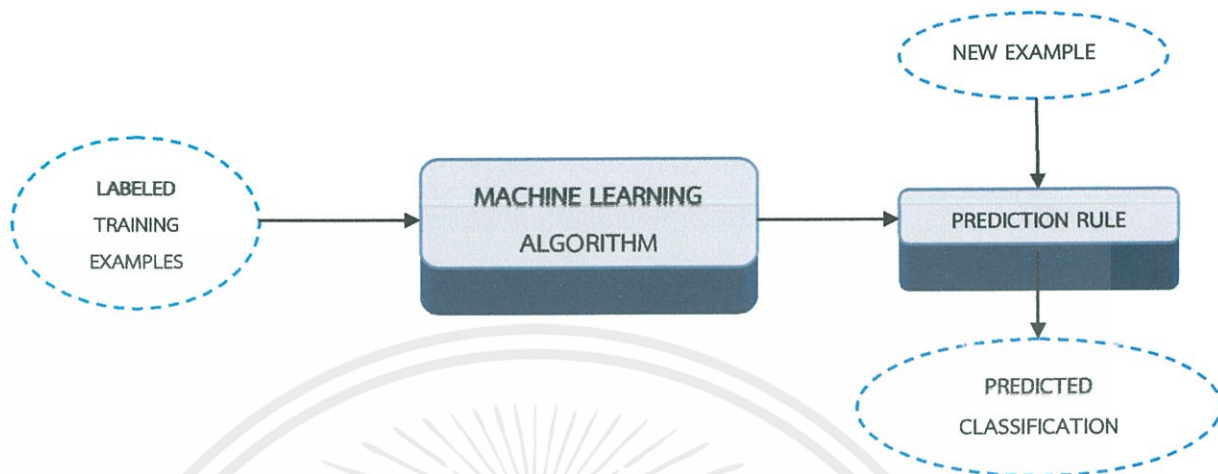 NEW EXAMPLE
LABELED
TRAINING
EXAMPLES
MACHINE LEARNING
ALGORITHM
PREDICTION RULE
PREDICTED
CLASSIFICATION